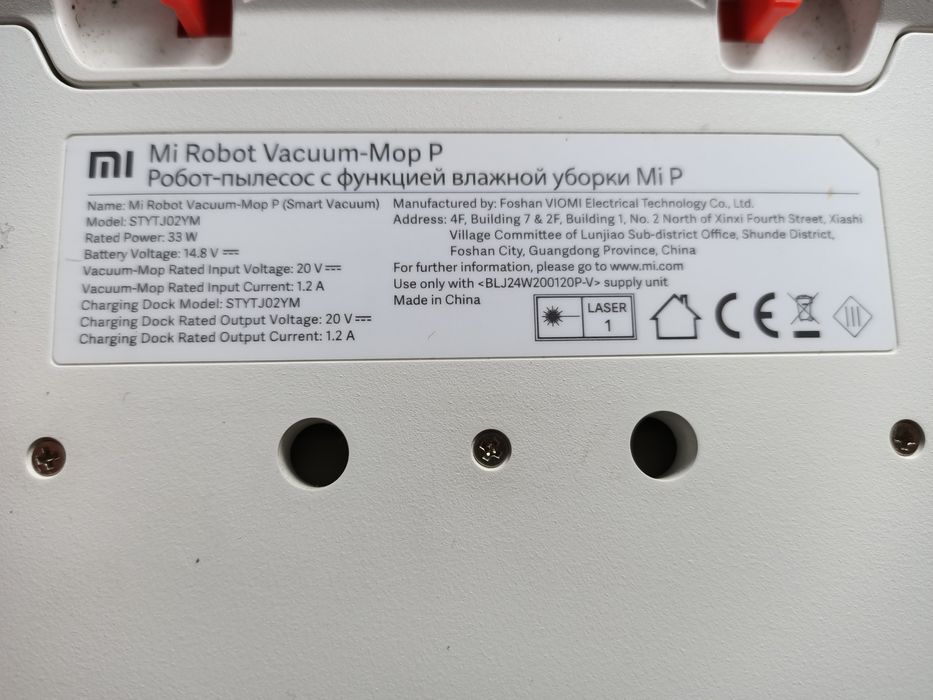 MI
Mi Robot Vacuum-Mop P
Робот-пылесос с функцией влажной уборки Mi P
Name: Mi Robot Vacuum-Mop P (Smart Vacuum)
Model: STYTJ02YM
Rated Power: 33 W
Battery Voltage: 14.8 V ⎓
Vacuum-Mop Rated Input Voltage: 20 V ⎓
Vacuum-Mop Rated Input Current: 1.2 A
Charging Dock Model: STYTJ02YM
Charging Dock Rated Output Voltage: 20 V ⎓
Charging Dock Rated Output Current: 1.2 A
Manufactured by: Foshan VIOMI Electrical Technology Co., Ltd.
Address: 4F, Building 7 & 2F, Building 1, No. 2 North of Xinxi Fourth Street, Xiashi
Village Committee of Lunjiao Sub-district Office, Shunde District,
Foshan City, Guangdong Province, China
For further information, please go to www.mi.com
Use only with <BLJ24W200120P-V> supply unit
Made in China
LASER
1
CE